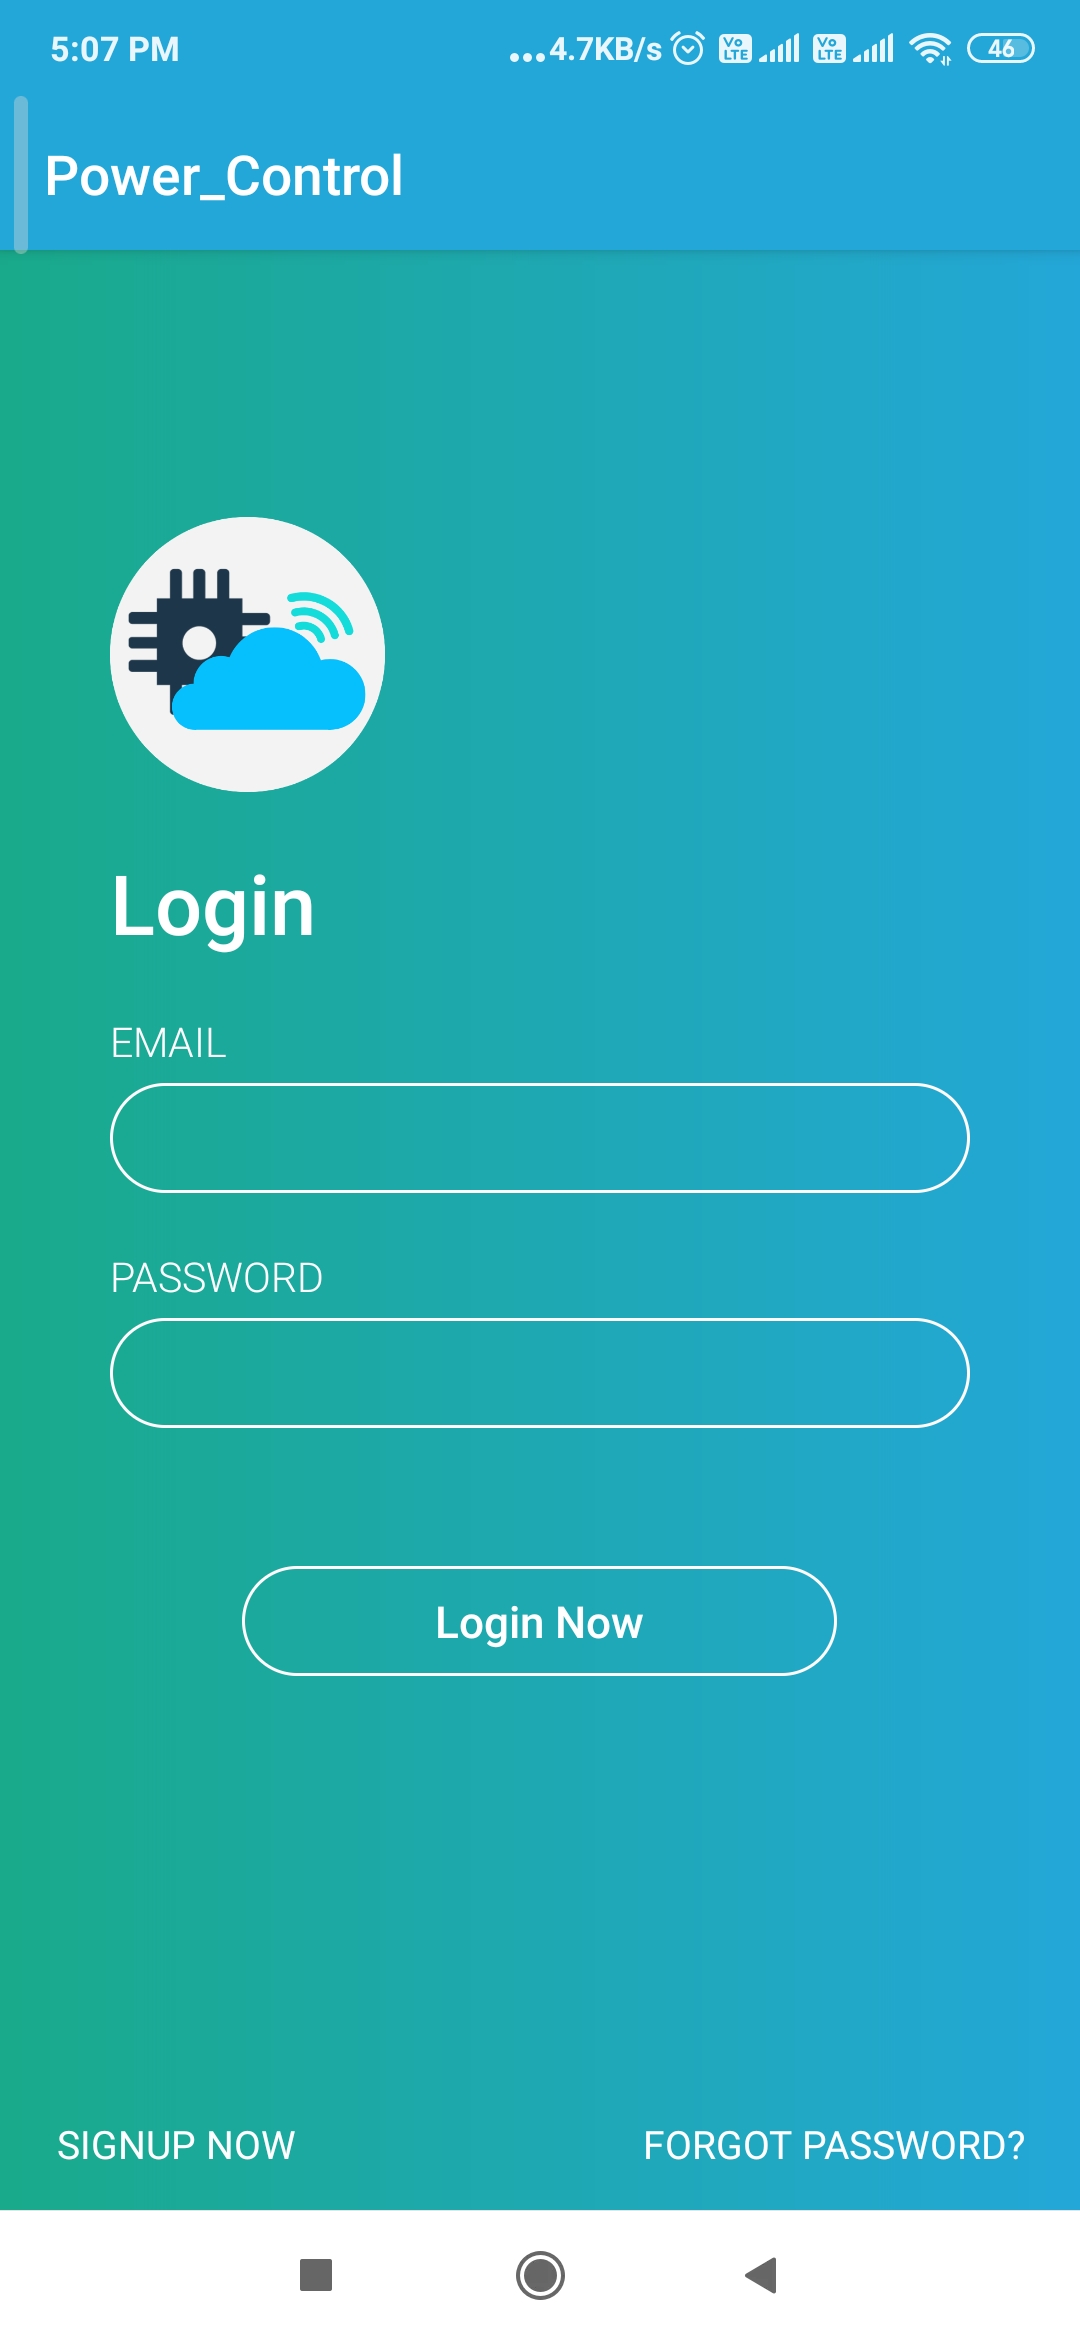 5:07 PM ...4.7KB/s Vo LTE Vo LTE 46
Power_Control
Login
EMAIL
PASSWORD
Login Now
SIGNUP NOW FORGOT PASSWORD?